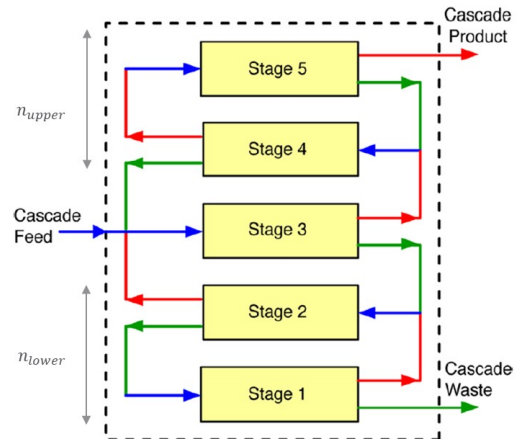 Cascade
Product
Stage 5
n_upper
Stage 4
Cascade
Feed
Stage 3
Stage 2
n_lower
Stage 1
Cascade
Waste